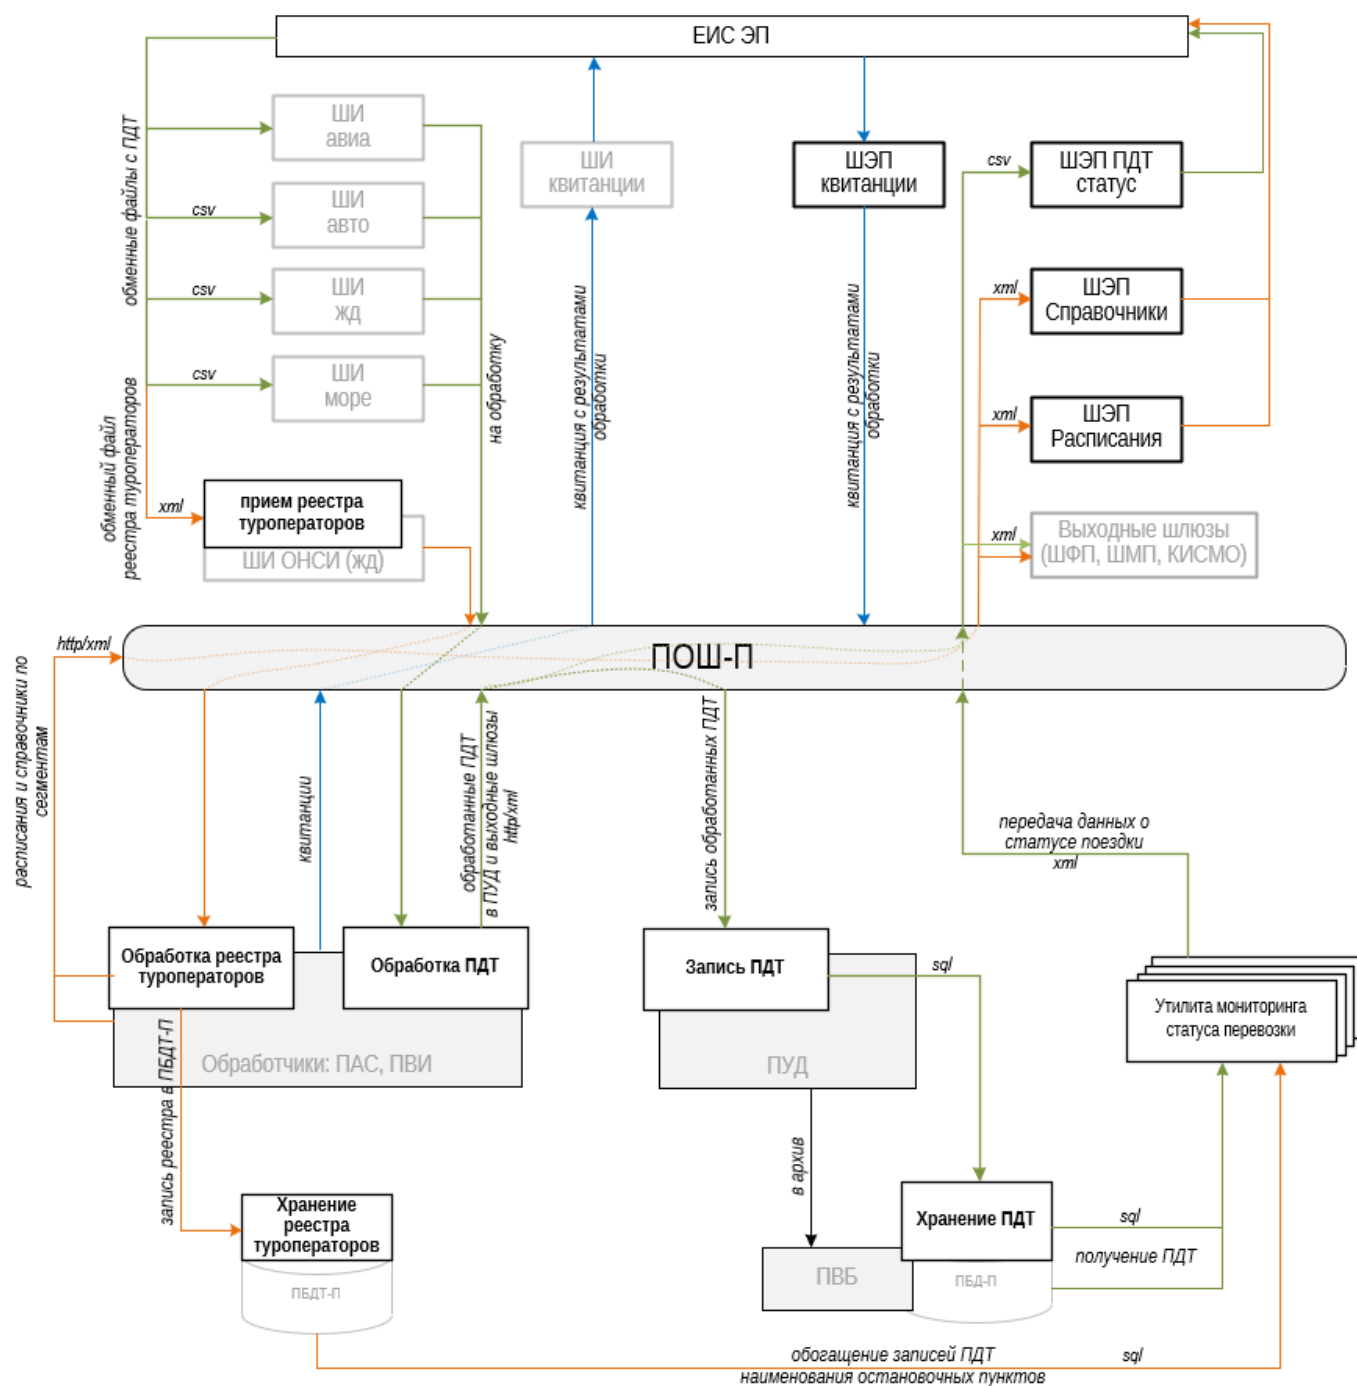 ЕИС ЭП
обменные файлы с ПДТ
ШИ
авиа
csv
ШИ
авто
csv
ШИ
жд
csv
ШИ
море
на обработку
обменный файл
реестра туроператоров
xml
прием реестра
туроператоров
ШИ ОНСИ (жд)
ШИ
квитанции
квитанция с результатами
обработки
ШЭП
квитанции
квитанция с результатами
обработки
csv
ШЭП ПДТ
статус
xml
ШЭП
Справочники
xml
ШЭП
Расписания
xml
Выходные шлюзы
(ШФП, ШМП, КИСМО)
http/xml
ПОШ-П
расписания и справочники по
сегментам
квитанции
обработанные ПДТ
в ПУД и выходные шлюзы
http/xml
запись обработанных ПДТ
передача данных о
статусе поездки
xml
Обработка реестра
туроператоров
Обработка ПДТ
Обработчики: ПАС, ПВИ
Запись ПДТ
sql
ПУД
Утилита мониторинга
статуса перевозки
запись реестра в ПБДТ-П
в архив
Хранение
реестра
туроператоров
ПБДТ-П
Хранение ПДТ
sql
получение ПДТ
ПВБ
ПБД-П
обогащение записей ПДТ
sql
наименования остановочных пунктов